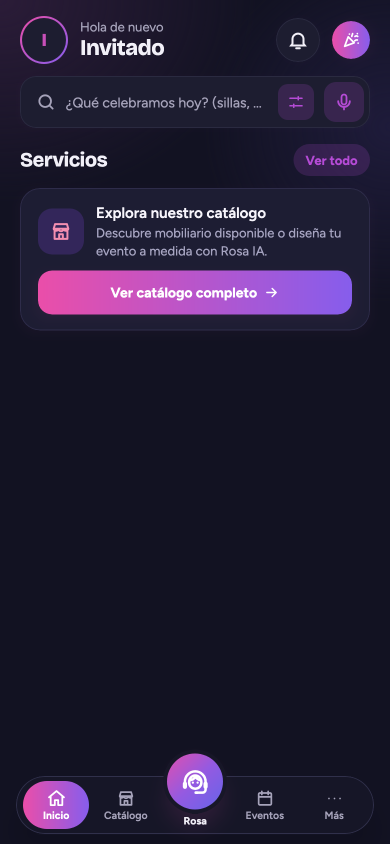 I
Hola de nuevo
Invitado
¿Qué celebramos hoy? (sillas, ...
Servicios
Ver todo
Explora nuestro catálogo
Descubre mobiliario disponible o diseña tu
evento a medida con Rosa IA.
Ver catálogo completo →
Inicio
Catálogo
Rosa
Eventos
Más